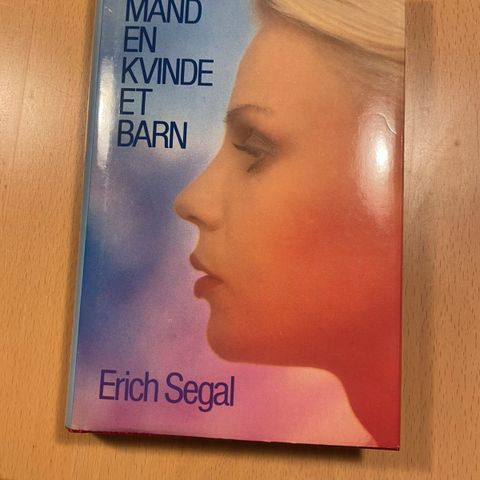 MAND
EN
KVINDE
ET
BARN
Erich Segal